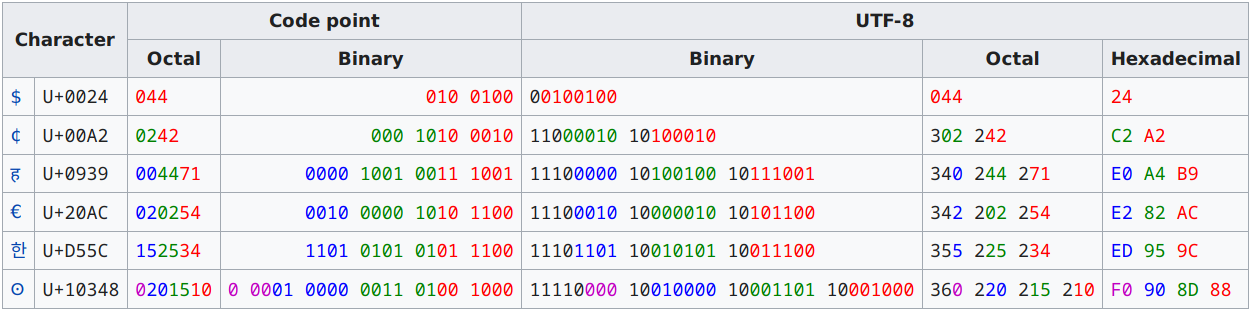 Character Code point UTF-8
Octal Binary Binary Octal Hexadecimal
$ U+0024 044 010 0100 00100100 044 24
¢ U+00A2 0242 000 1010 0010 11000010 10100010 302 242 C2 A2
ह U+0939 004471 0000 1001 0011 1001 11100000 10100100 10111001 340 244 271 E0 A4 B9
€ U+20AC 020254 0010 0000 1010 1100 11100010 10000010 10101100 342 202 254 E2 82 AC
한 U+D55C 152534 1101 0101 0101 1100 11101101 10010101 10011100 355 225 234 ED 95 9C
𐍈 U+10348 0201510 0 0001 0000 0011 0100 1000 11110000 10010000 10001101 10001000 360 220 215 210 F0 90 8D 88